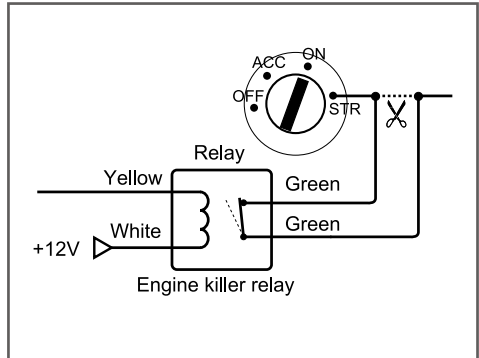 ON
ACC
OFF
STR
Relay
Yellow
Green
White
Green
+12V
Engine killer relay